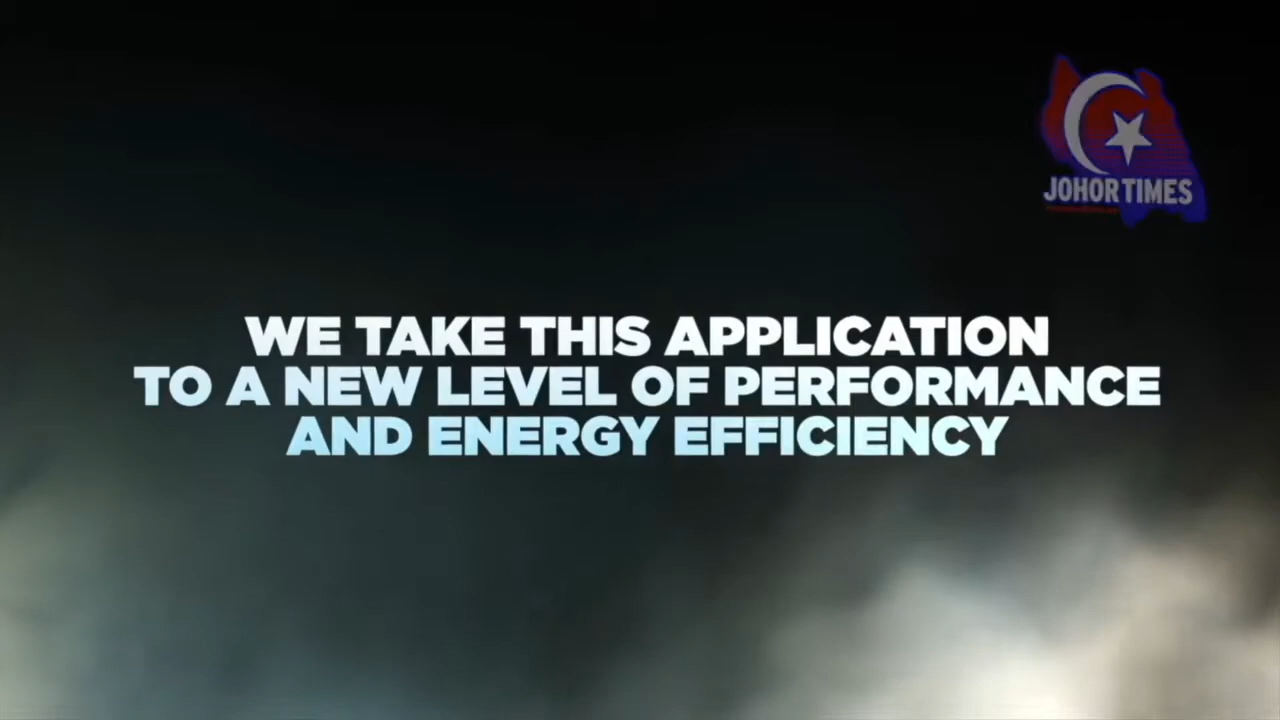 JOHOR TIMES
WE TAKE THIS APPLICATION
TO A NEW LEVEL OF PERFORMANCE
AND ENERGY EFFICIENCY